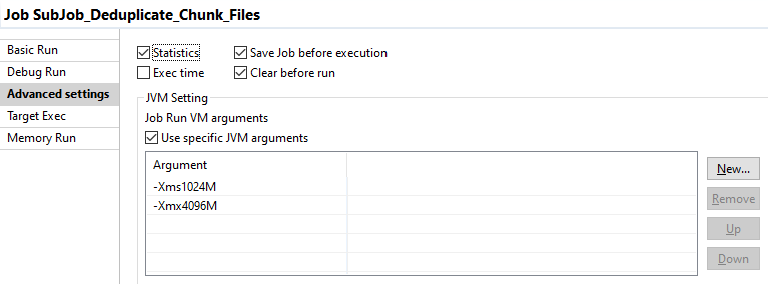 Job SubJob_Deduplicate_Chunk_Files
Basic Run
Debug Run
Advanced settings
Target Exec
Memory Run
Statistics
Save Job before execution
Exec time
Clear before run
JVM Setting
Job Run VM arguments
Use specific JVM arguments
Argument
-Xms1024M
-Xmx4096M
New...
Remove
Up
Down